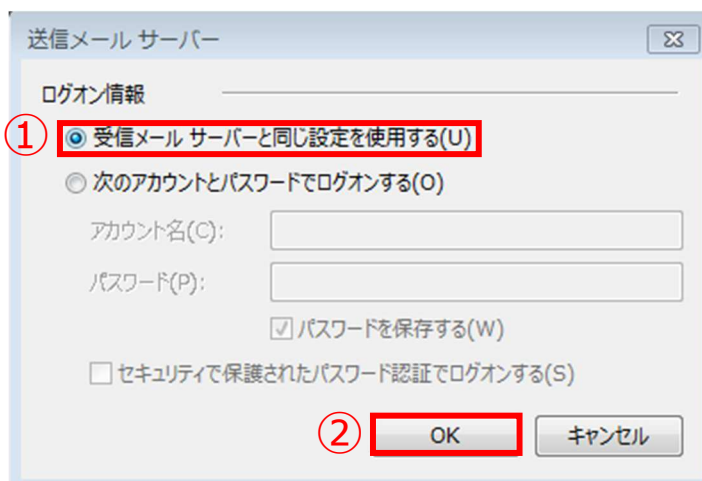 送信メール サーバー
ログオン情報
① 受信メール サーバーと同じ設定を使用する(U)
次のアカウントとパスワードでログオンする(O)
アカウント名(C):
パスワード(P):
パスワードを保存する(W)
セキュリティで保護されたパスワード認証でログオンする(S)
② OK キャンセル